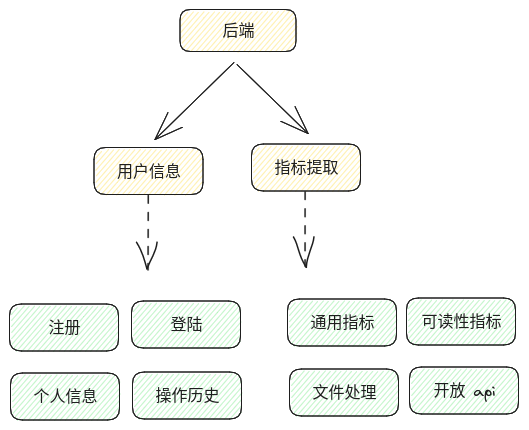 后端
用户信息
指标提取
注册
登陆
通用指标
可读性指标
个人信息
操作历史
文件处理
开放 api